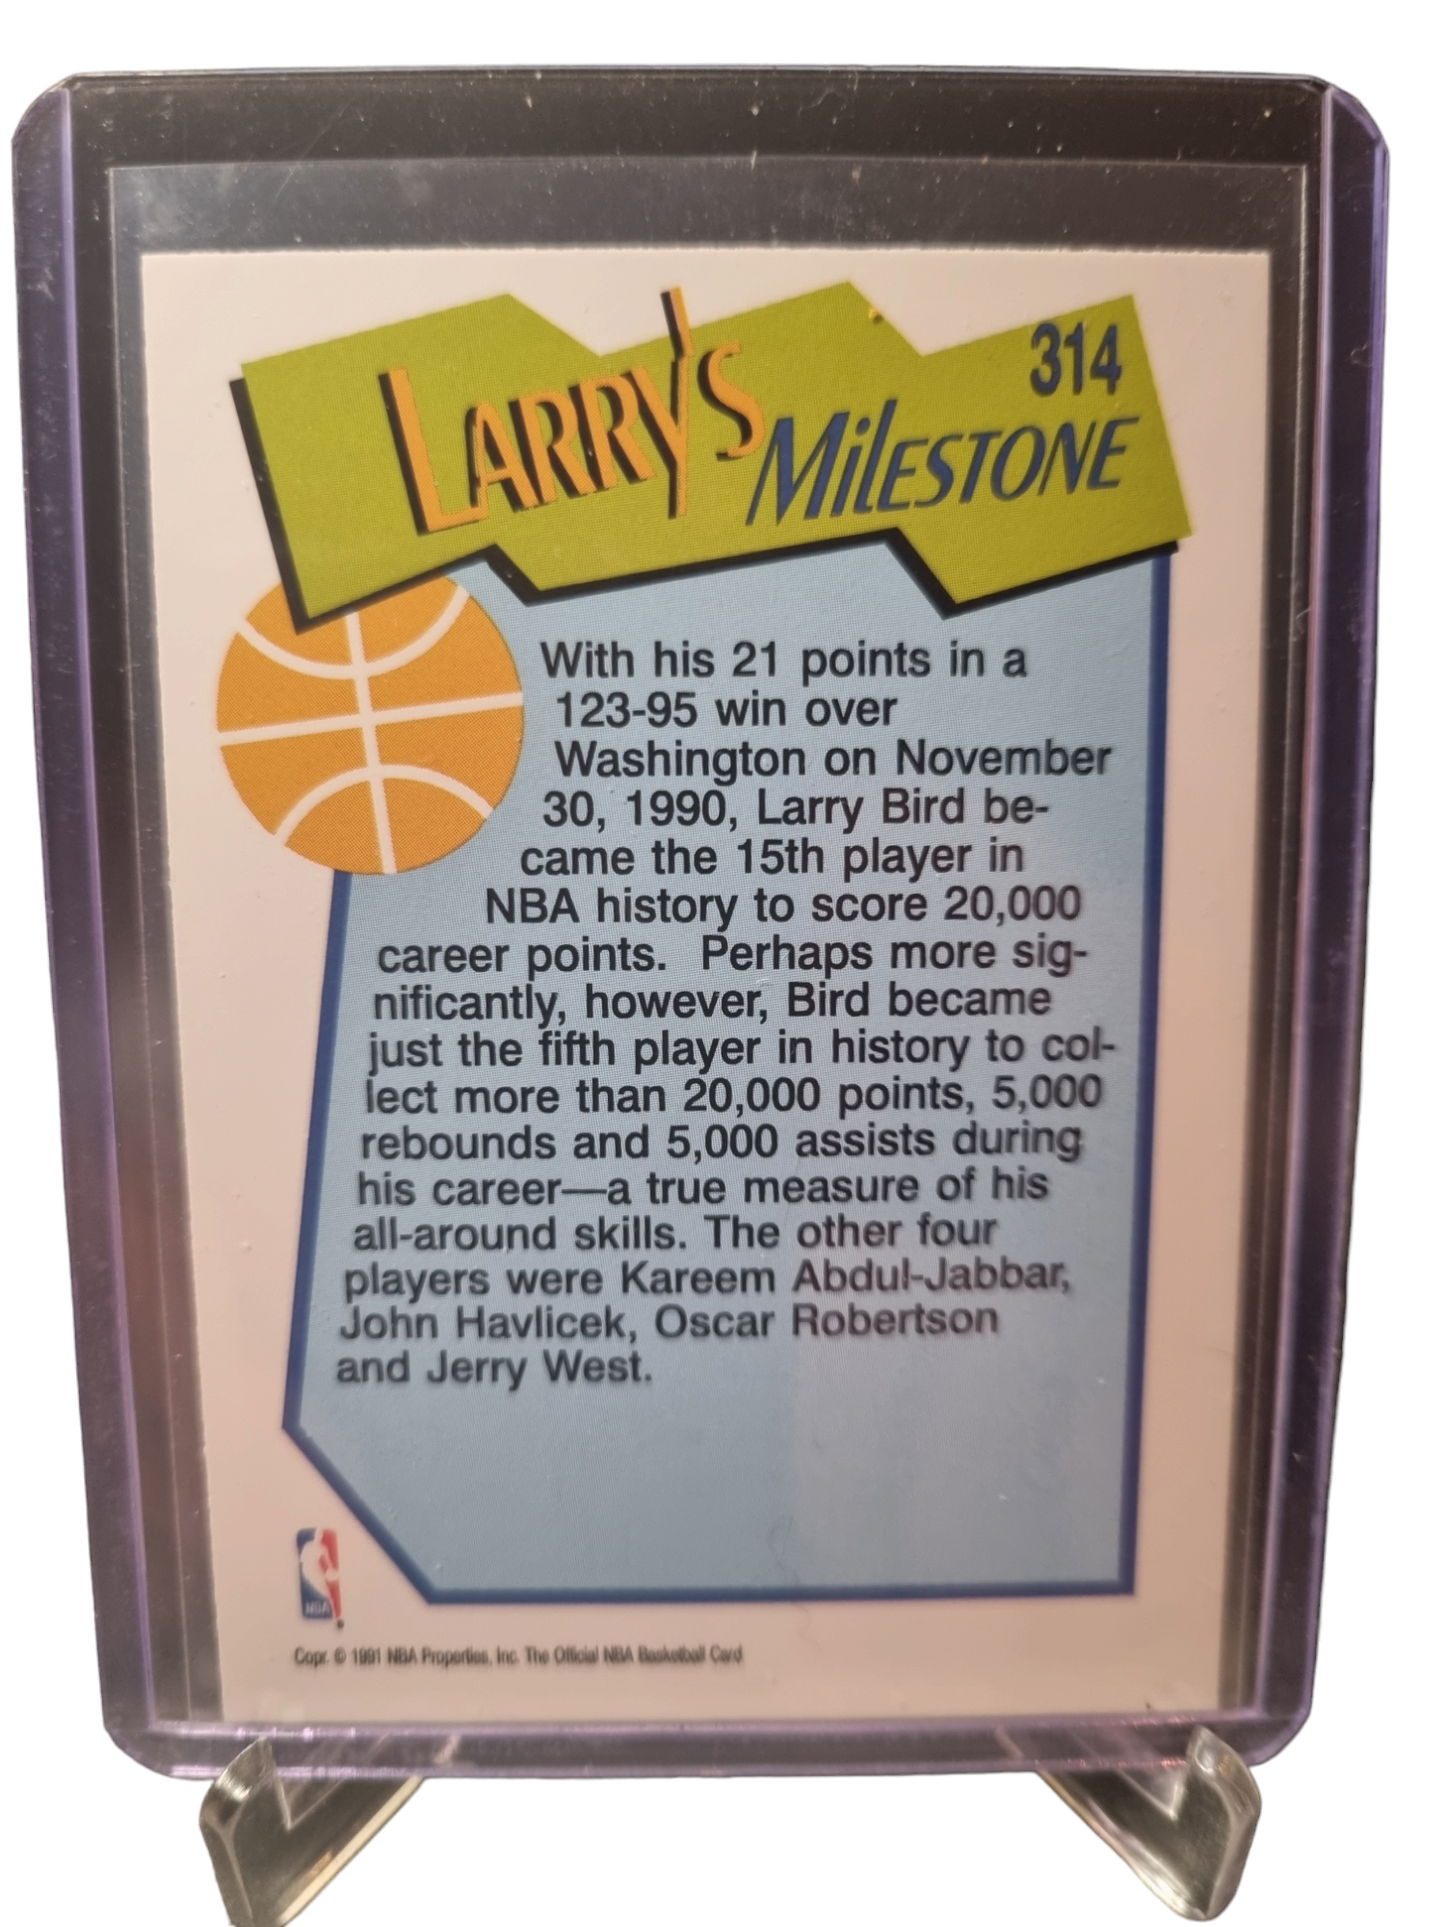 314
LARRY'S
MilESTONE
With his 21 points in a
123-95 win over
Washington on November
30, 1990, Larry Bird be-
came the 15th player in
NBA history to score 20,000
career points. Perhaps more sig-
nificantly, however, Bird became
just the fifth player in history to col-
lect more than 20,000 points, 5,000
rebounds and 5,000 assists during
his career—a true measure of his
all-around skills. The other four
players were Kareem Abdul-Jabbar,
John Havlicek, Oscar Robertson
and Jerry West.
NBA
Copr. © 1991 NBA Properties, Inc. The Official NBA Basketball Card